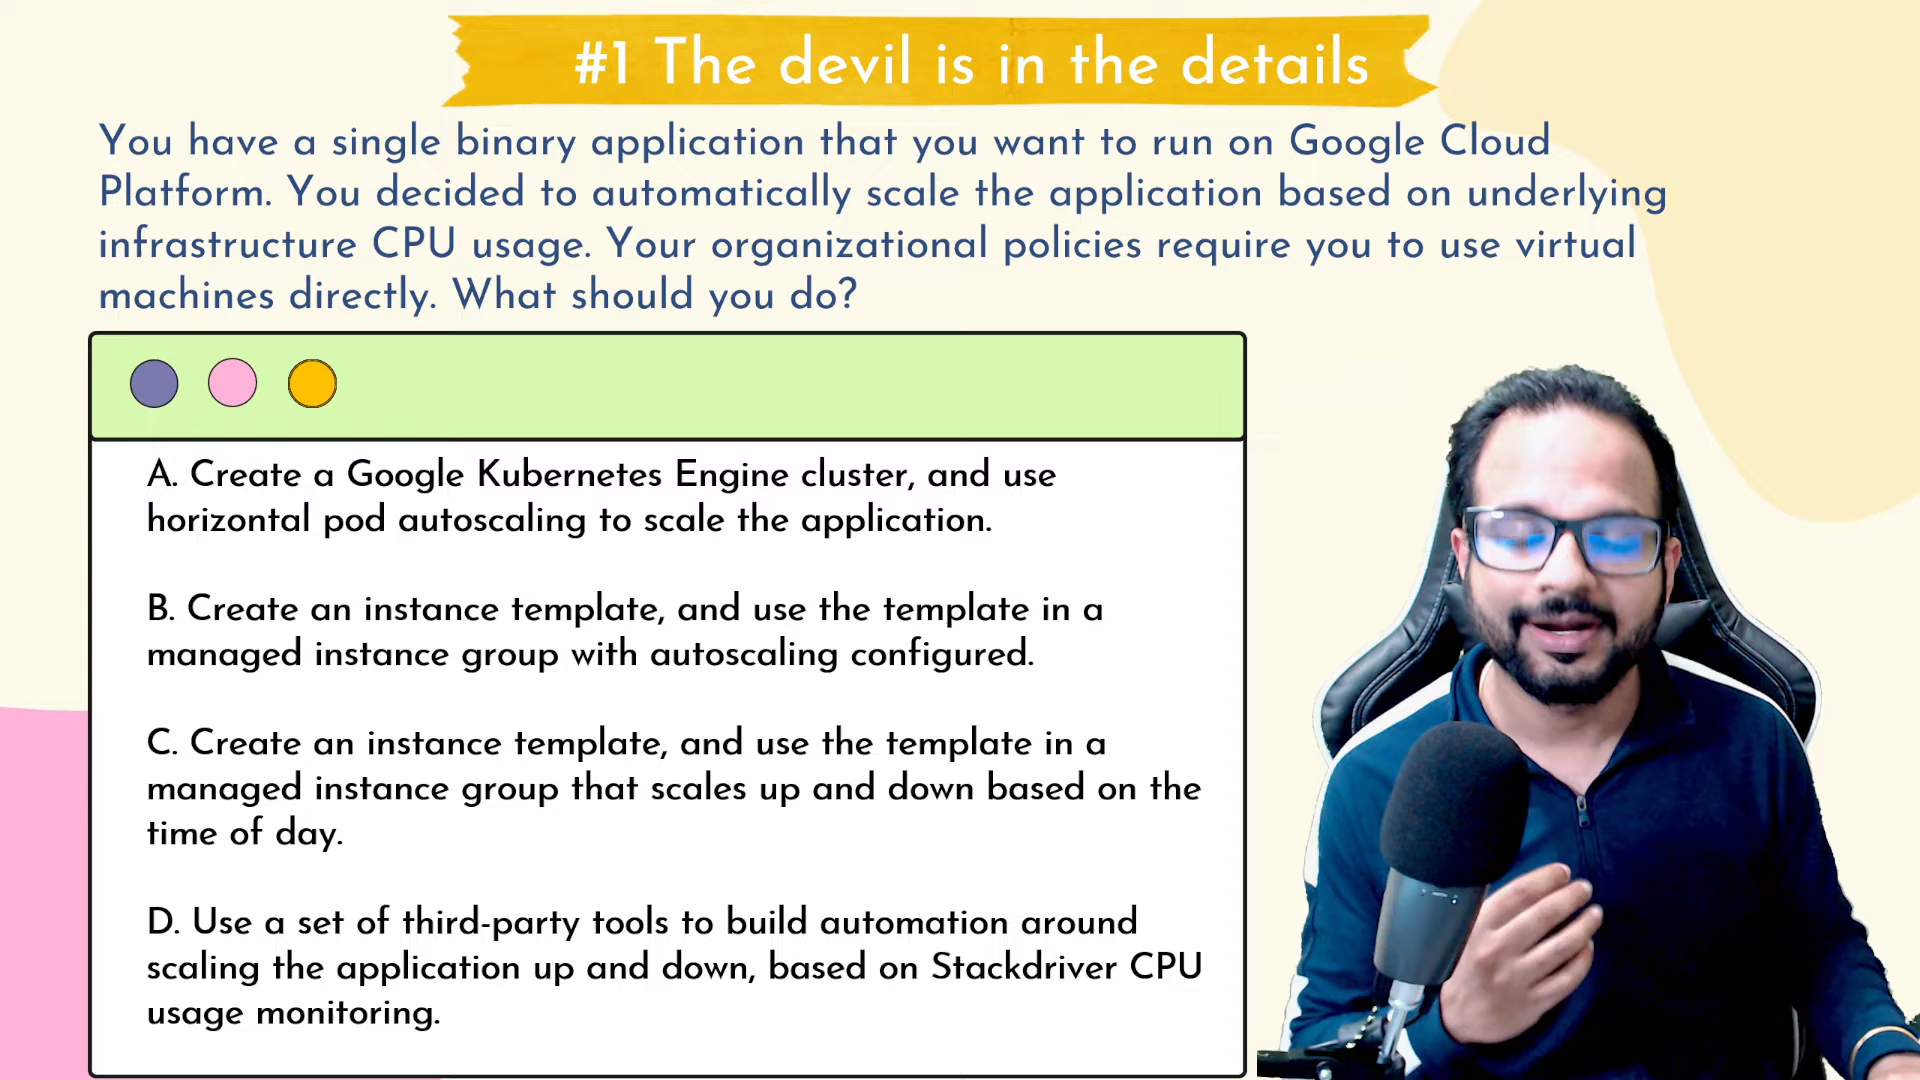 #1 The devil is in the details
You have a single binary application that you want to run on Google Cloud
Platform. You decided to automatically scale the application based on underlying
infrastructure CPU usage. Your organizational policies require you to use virtual
machines directly. What should you do?
A. Create a Google Kubernetes Engine cluster, and use
horizontal pod autoscaling to scale the application.
B. Create an instance template, and use the template in a
managed instance group with autoscaling configured.
C. Create an instance template, and use the template in a
managed instance group that scales up and down based on the
time of day.
D. Use a set of third-party tools to build automation around
scaling the application up and down, based on Stackdriver CPU
usage monitoring.